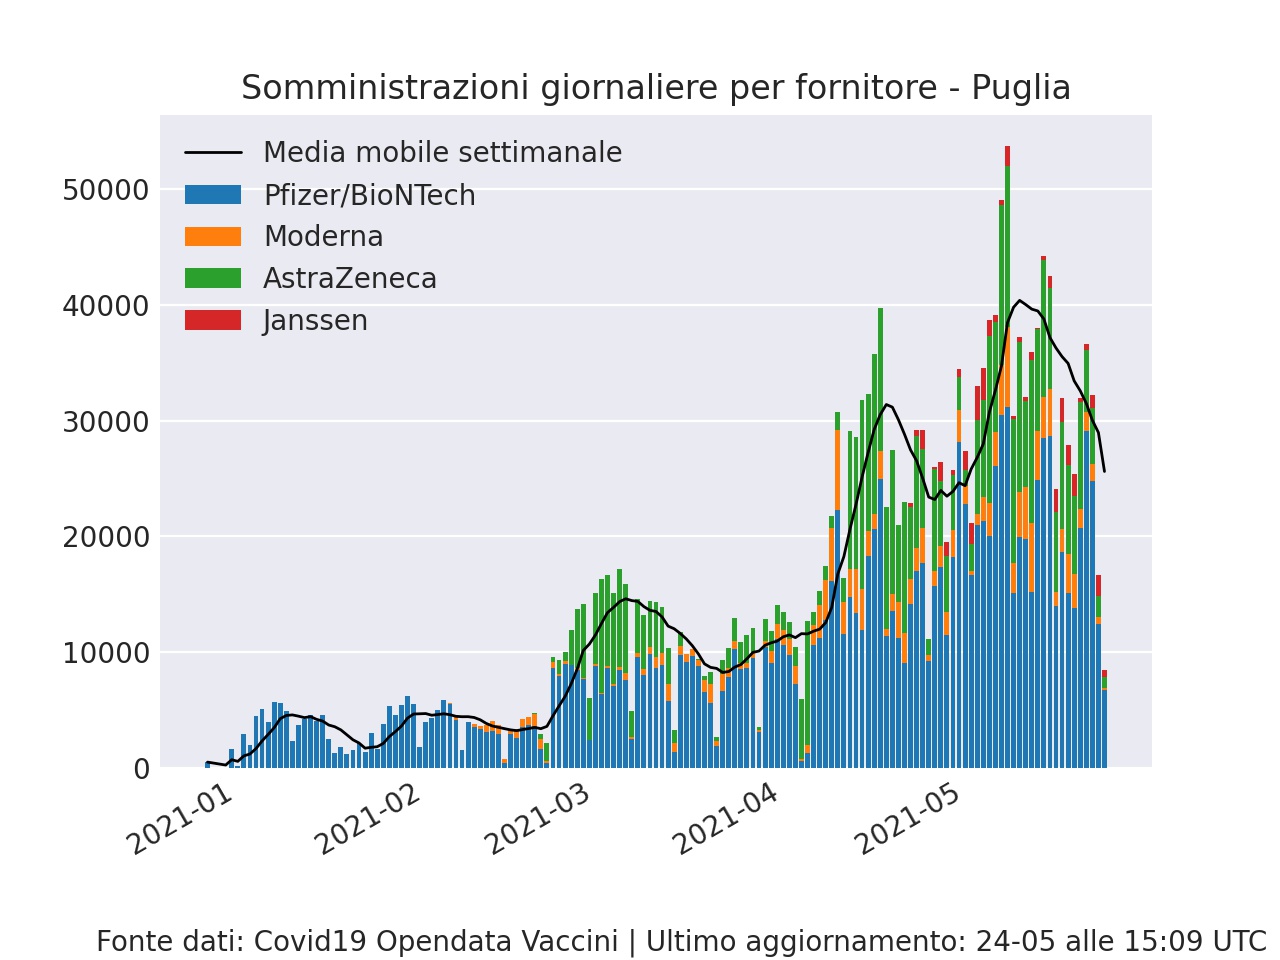 Somministrazioni giornaliere per fornitore - Puglia
Media mobile settimanale
Pfizer/BioNTech
Moderna
AstraZeneca
Janssen
50000
40000
30000
20000
10000
0
2021-01
2021-02
2021-03
2021-04
2021-05
Fonte dati: Covid19 Opendata Vaccini | Ultimo aggiornamento: 24-05 alle 15:09 UTC